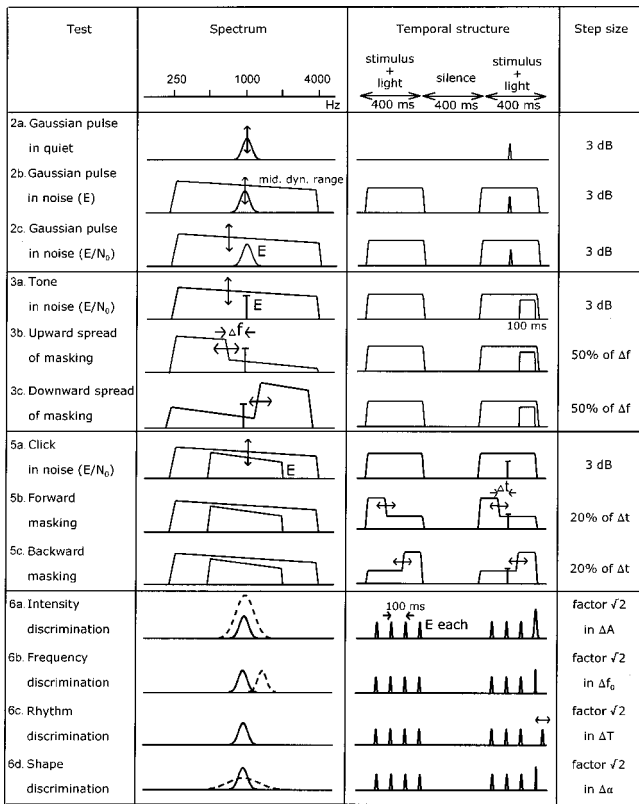 Test Spectrum Temporal structure Step size
stimulus + light silence stimulus + light
250 1000 4000 Hz
400 ms 400 ms 400 ms
2a. Gaussian pulse in quiet 3 dB
2b. Gaussian pulse in noise (E) mid. dyn. range 3 dB
2c. Gaussian pulse in noise (E/N₀) E 3 dB
3a. Tone in noise (E/N₀) E 100 ms 3 dB
3b. Upward spread of masking Δf 50% of Δf
3c. Downward spread of masking 50% of Δf
5a. Click in noise (E/N₀) E 3 dB
5b. Forward masking Δt 20% of Δt
5c. Backward masking 20% of Δt
6a. Intensity discrimination 100 ms E each factor √2 in ΔA
6b. Frequency discrimination factor √2 in Δf₀
6c. Rhythm discrimination factor √2 in ΔT
6d. Shape discrimination factor √2 in Δα